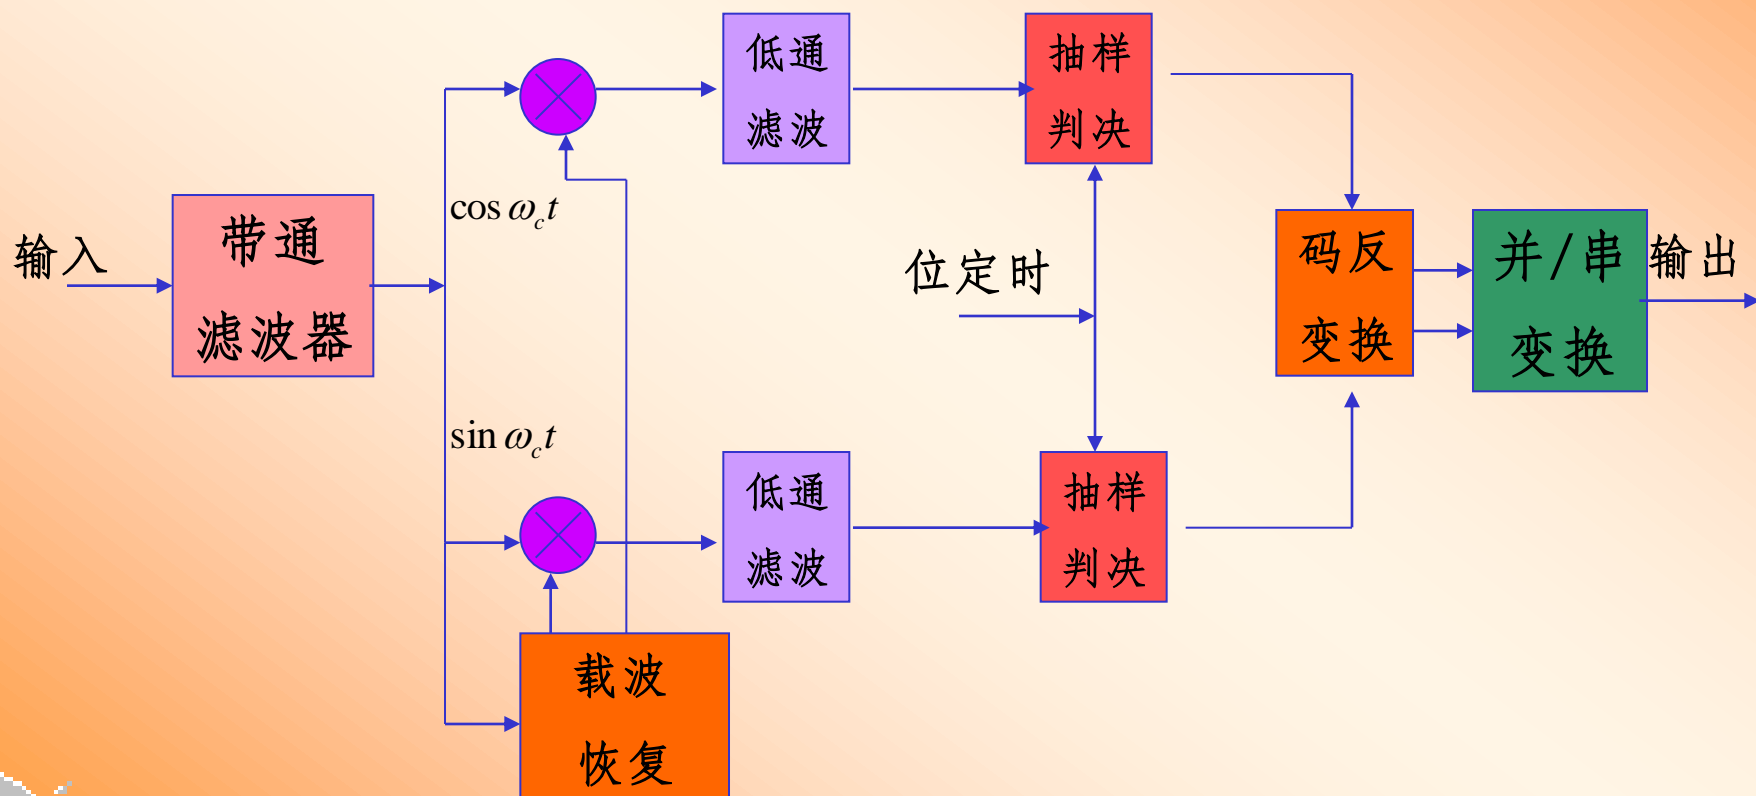 低通
滤波
抽样
判决
cos ω_c t
输入
带通
滤波器
位定时
码反
变换
并/串
变换
输出
sin ω_c t
低通
滤波
抽样
判决
载波
恢复